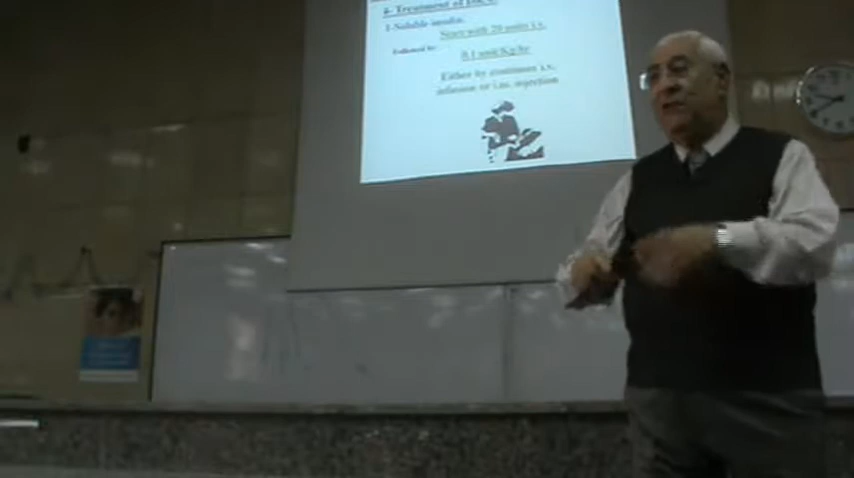 4- Treatment of D.K.
1-Soluble insulin:
Start with 20 units i.v.
Followed by:
0.1 unit/Kg/hr
Either by continuous i.v.
infusion or i.m. injection